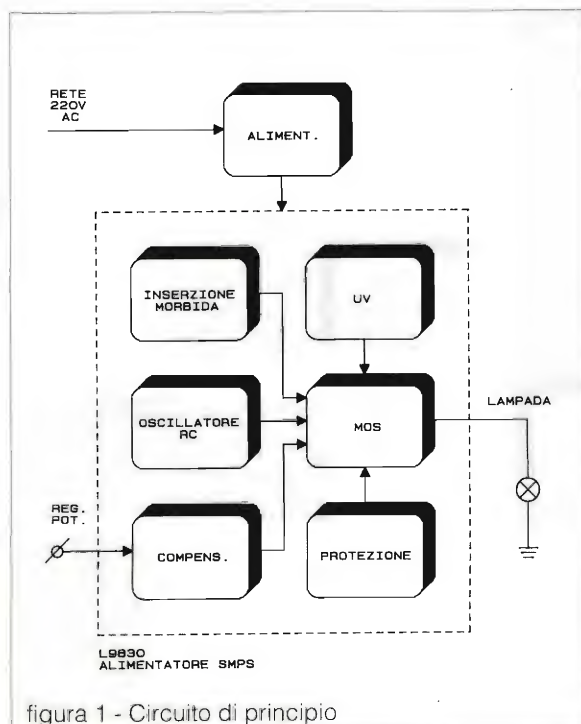 RETE
220V
AC
ALIMENT.
INSERZIONE
MORBIDA
UV
OSCILLATORE
RC
MOS
LAMPADA
REG.
POT.
COMPENS.
PROTEZIONE
L9830
ALIMENTATORE SMPS
figura 1 - Circuito di principio